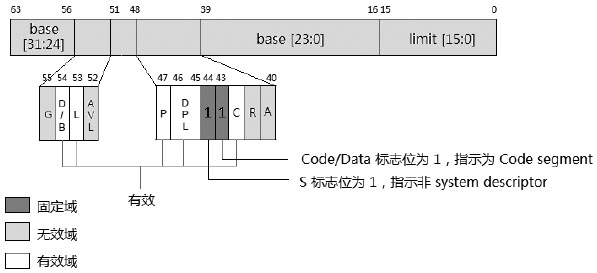 63 56 51 48 39 16 15 0
base [31:24] base [23:0] limit [15:0]
55 54 53 52 47 46 45 44 43 40
G D/B L AVL P DPL 1 1 C R A
Code/Data 标志位为 1，指示为 Code segment
S 标志位为 1，指示非 system descriptor
有效
固定域
无效域
有效域